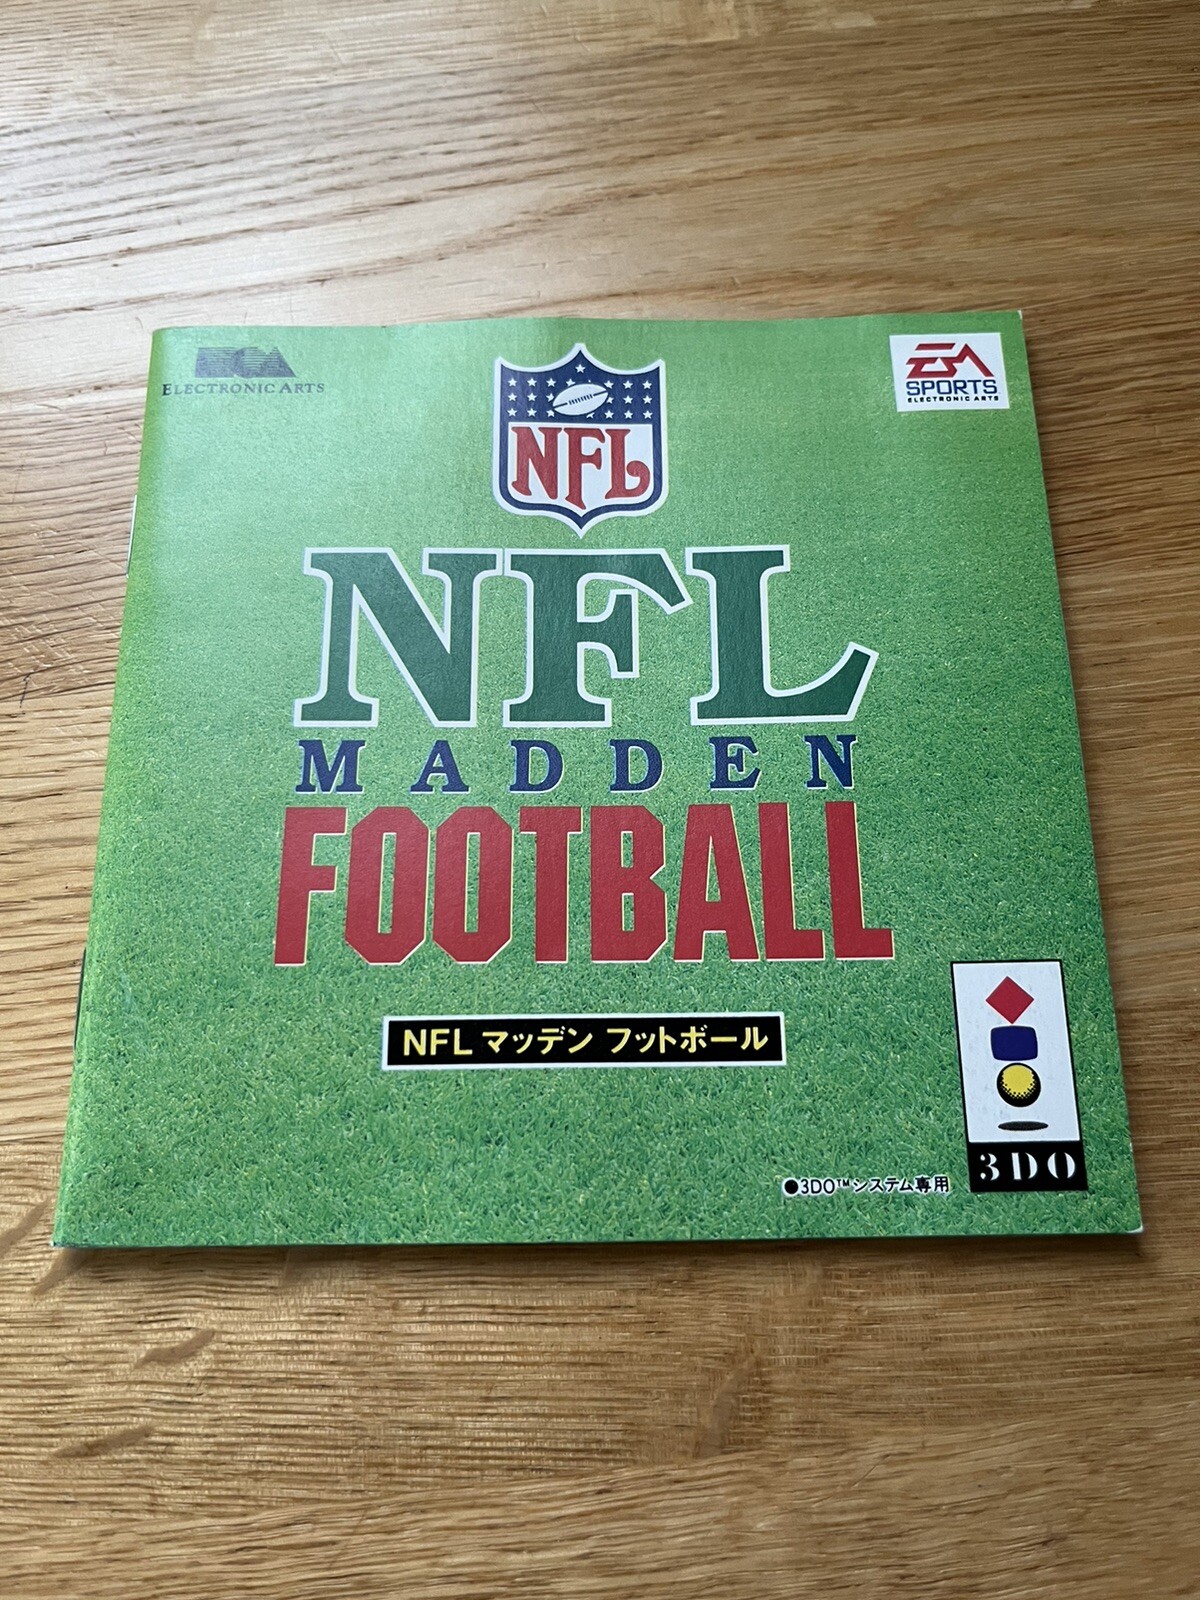 ELECTRONIC ARTS
NFL
EA
SPORTS
ELECTRONIC ARTS
NFL
MADDEN
FOOTBALL
NFL マッデン フットボール
●3DO™システム専用
3DO